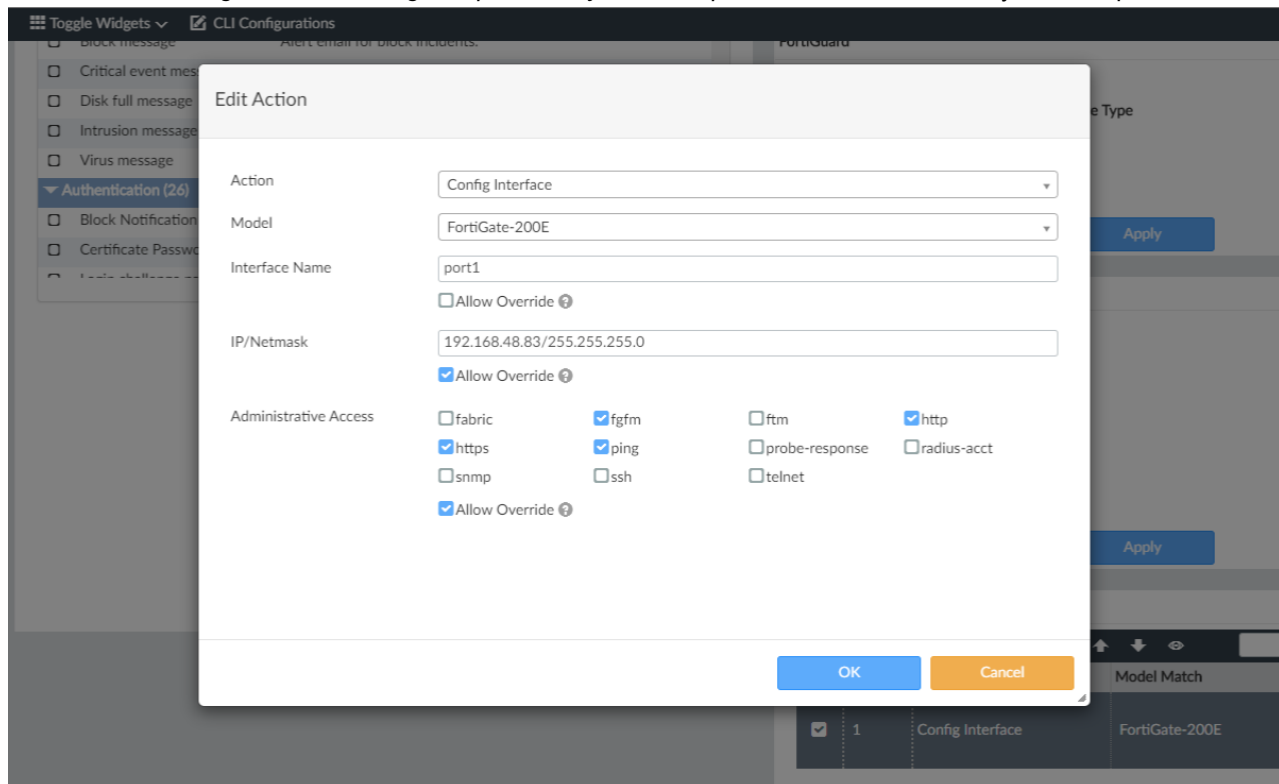 Toggle Widgets CLI Configurations
Block message Alert email for block incidents.
FortiGuard
Critical event mes
Disk full message
Intrusion message
Virus message
Authentication (26)
Block Notification
Certificate Passwo
e Type
Apply
Edit Action
Action Config Interface
Model FortiGate-200E
Interface Name port1
Allow Override
IP/Netmask 192.168.48.83/255.255.255.0
Allow Override
Administrative Access fabric fgfm ftm http
https ping probe-response radius-acct
snmp ssh telnet
Allow Override
Apply
OK Cancel
Model Match
1 Config Interface FortiGate-200E